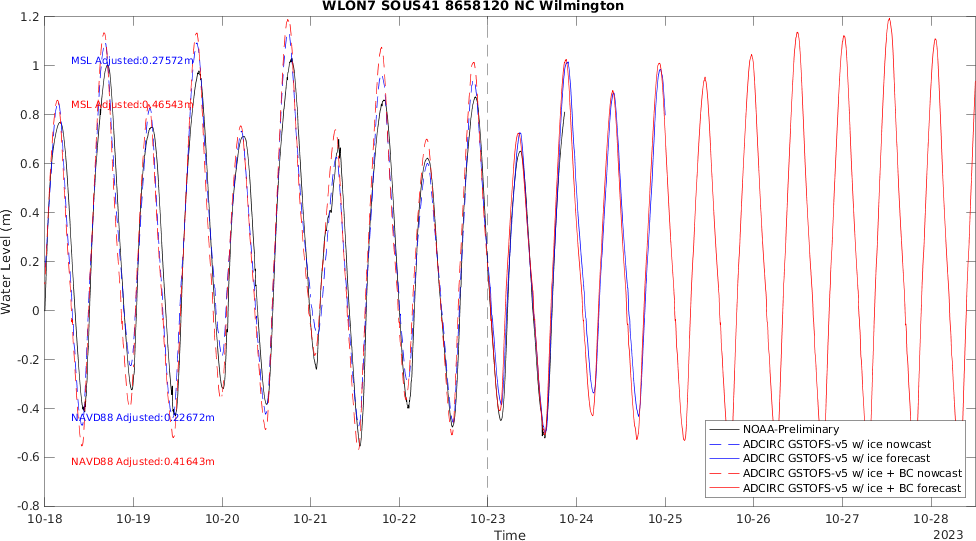 WLON7 SOUS41 8658120 NC Wilmington
1.2
1
0.8
0.6
0.4
0.2
0
-0.2
-0.4
-0.6
-0.8
Water Level (m)
MSL Adjusted:0.27572m
MSL Adjusted:0.46543m
NAVD88 Adjusted:0.22672m
NAVD88 Adjusted:0.41643m
NOAA-Preliminary
ADCIRC GSTOFS-v5 w/ ice nowcast
ADCIRC GSTOFS-v5 w/ ice forecast
ADCIRC GSTOFS-v5 w/ ice + BC nowcast
ADCIRC GSTOFS-v5 w/ ice + BC forecast
10-18 10-19 10-20 10-21 10-22 10-23 10-24 10-25 10-26 10-27 10-28
Time
2023